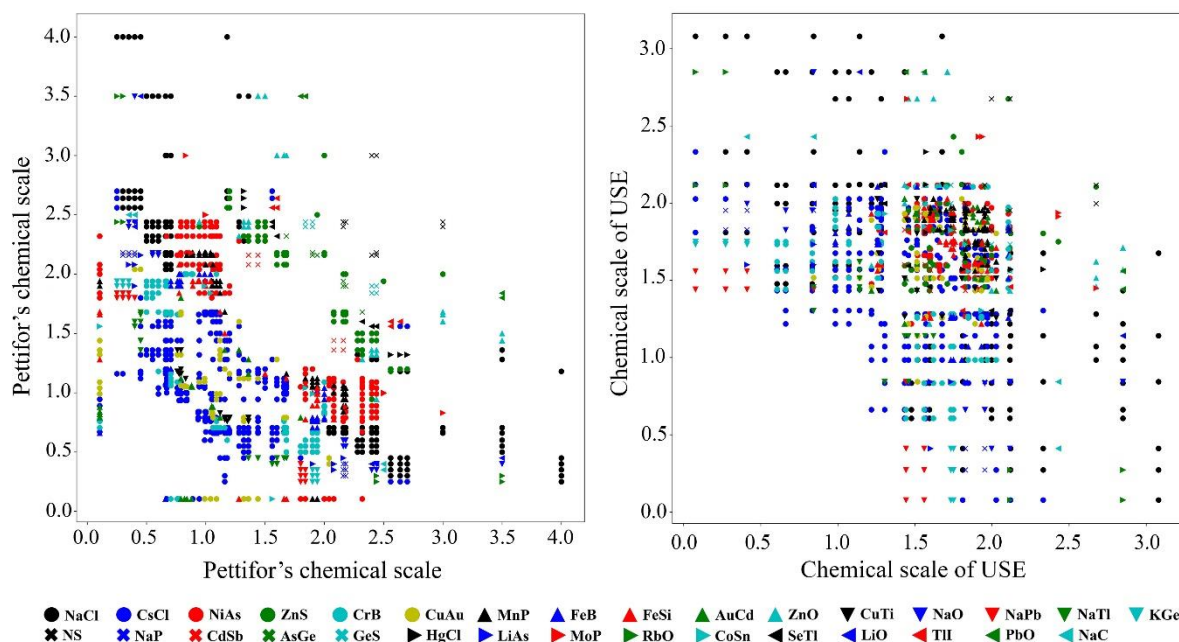 4.0
3.5
3.0
2.5
2.0
1.5
1.0
0.5
0.0
Pettifor's chemical scale
0.0 0.5 1.0 1.5 2.0 2.5 3.0 3.5 4.0
Pettifor's chemical scale
3.0
2.5
2.0
1.5
1.0
0.5
0.0
Chemical scale of USE
0.0 0.5 1.0 1.5 2.0 2.5 3.0
Chemical scale of USE
NaCl CsCl NiAs ZnS CrB CuAu MnP FeB FeSi AuCd ZnO CuTi NaO NaPb NaTl KGe
NS NaP CdSb AsGe GeS HgCl LiAs MoP RbO CoSn SeTl LiO TlI PbO NaC